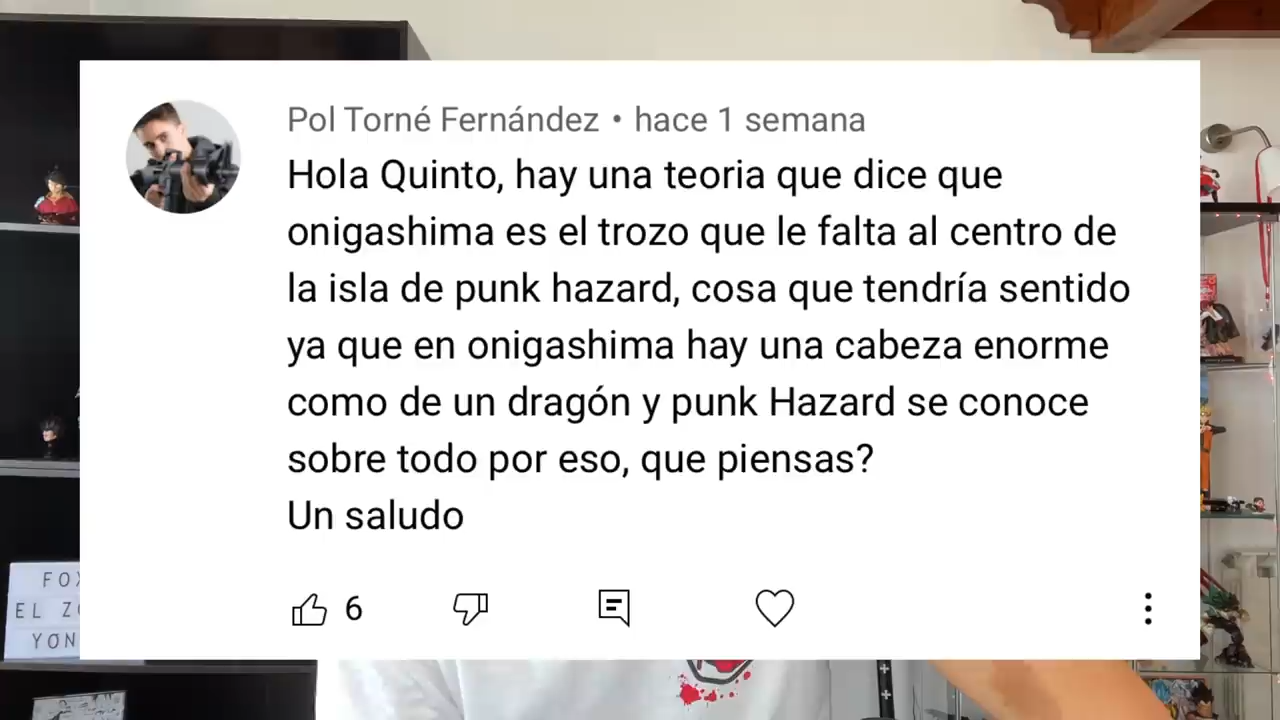 Pol Torné Fernández • hace 1 semana
Hola Quinto, hay una teoria que dice que
onigashima es el trozo que le falta al centro de
la isla de punk hazard, cosa que tendría sentido
ya que en onigashima hay una cabeza enorme
como de un dragón y punk Hazard se conoce
sobre todo por eso, que piensas?
Un saludo
6
FOX
EL Z
YON